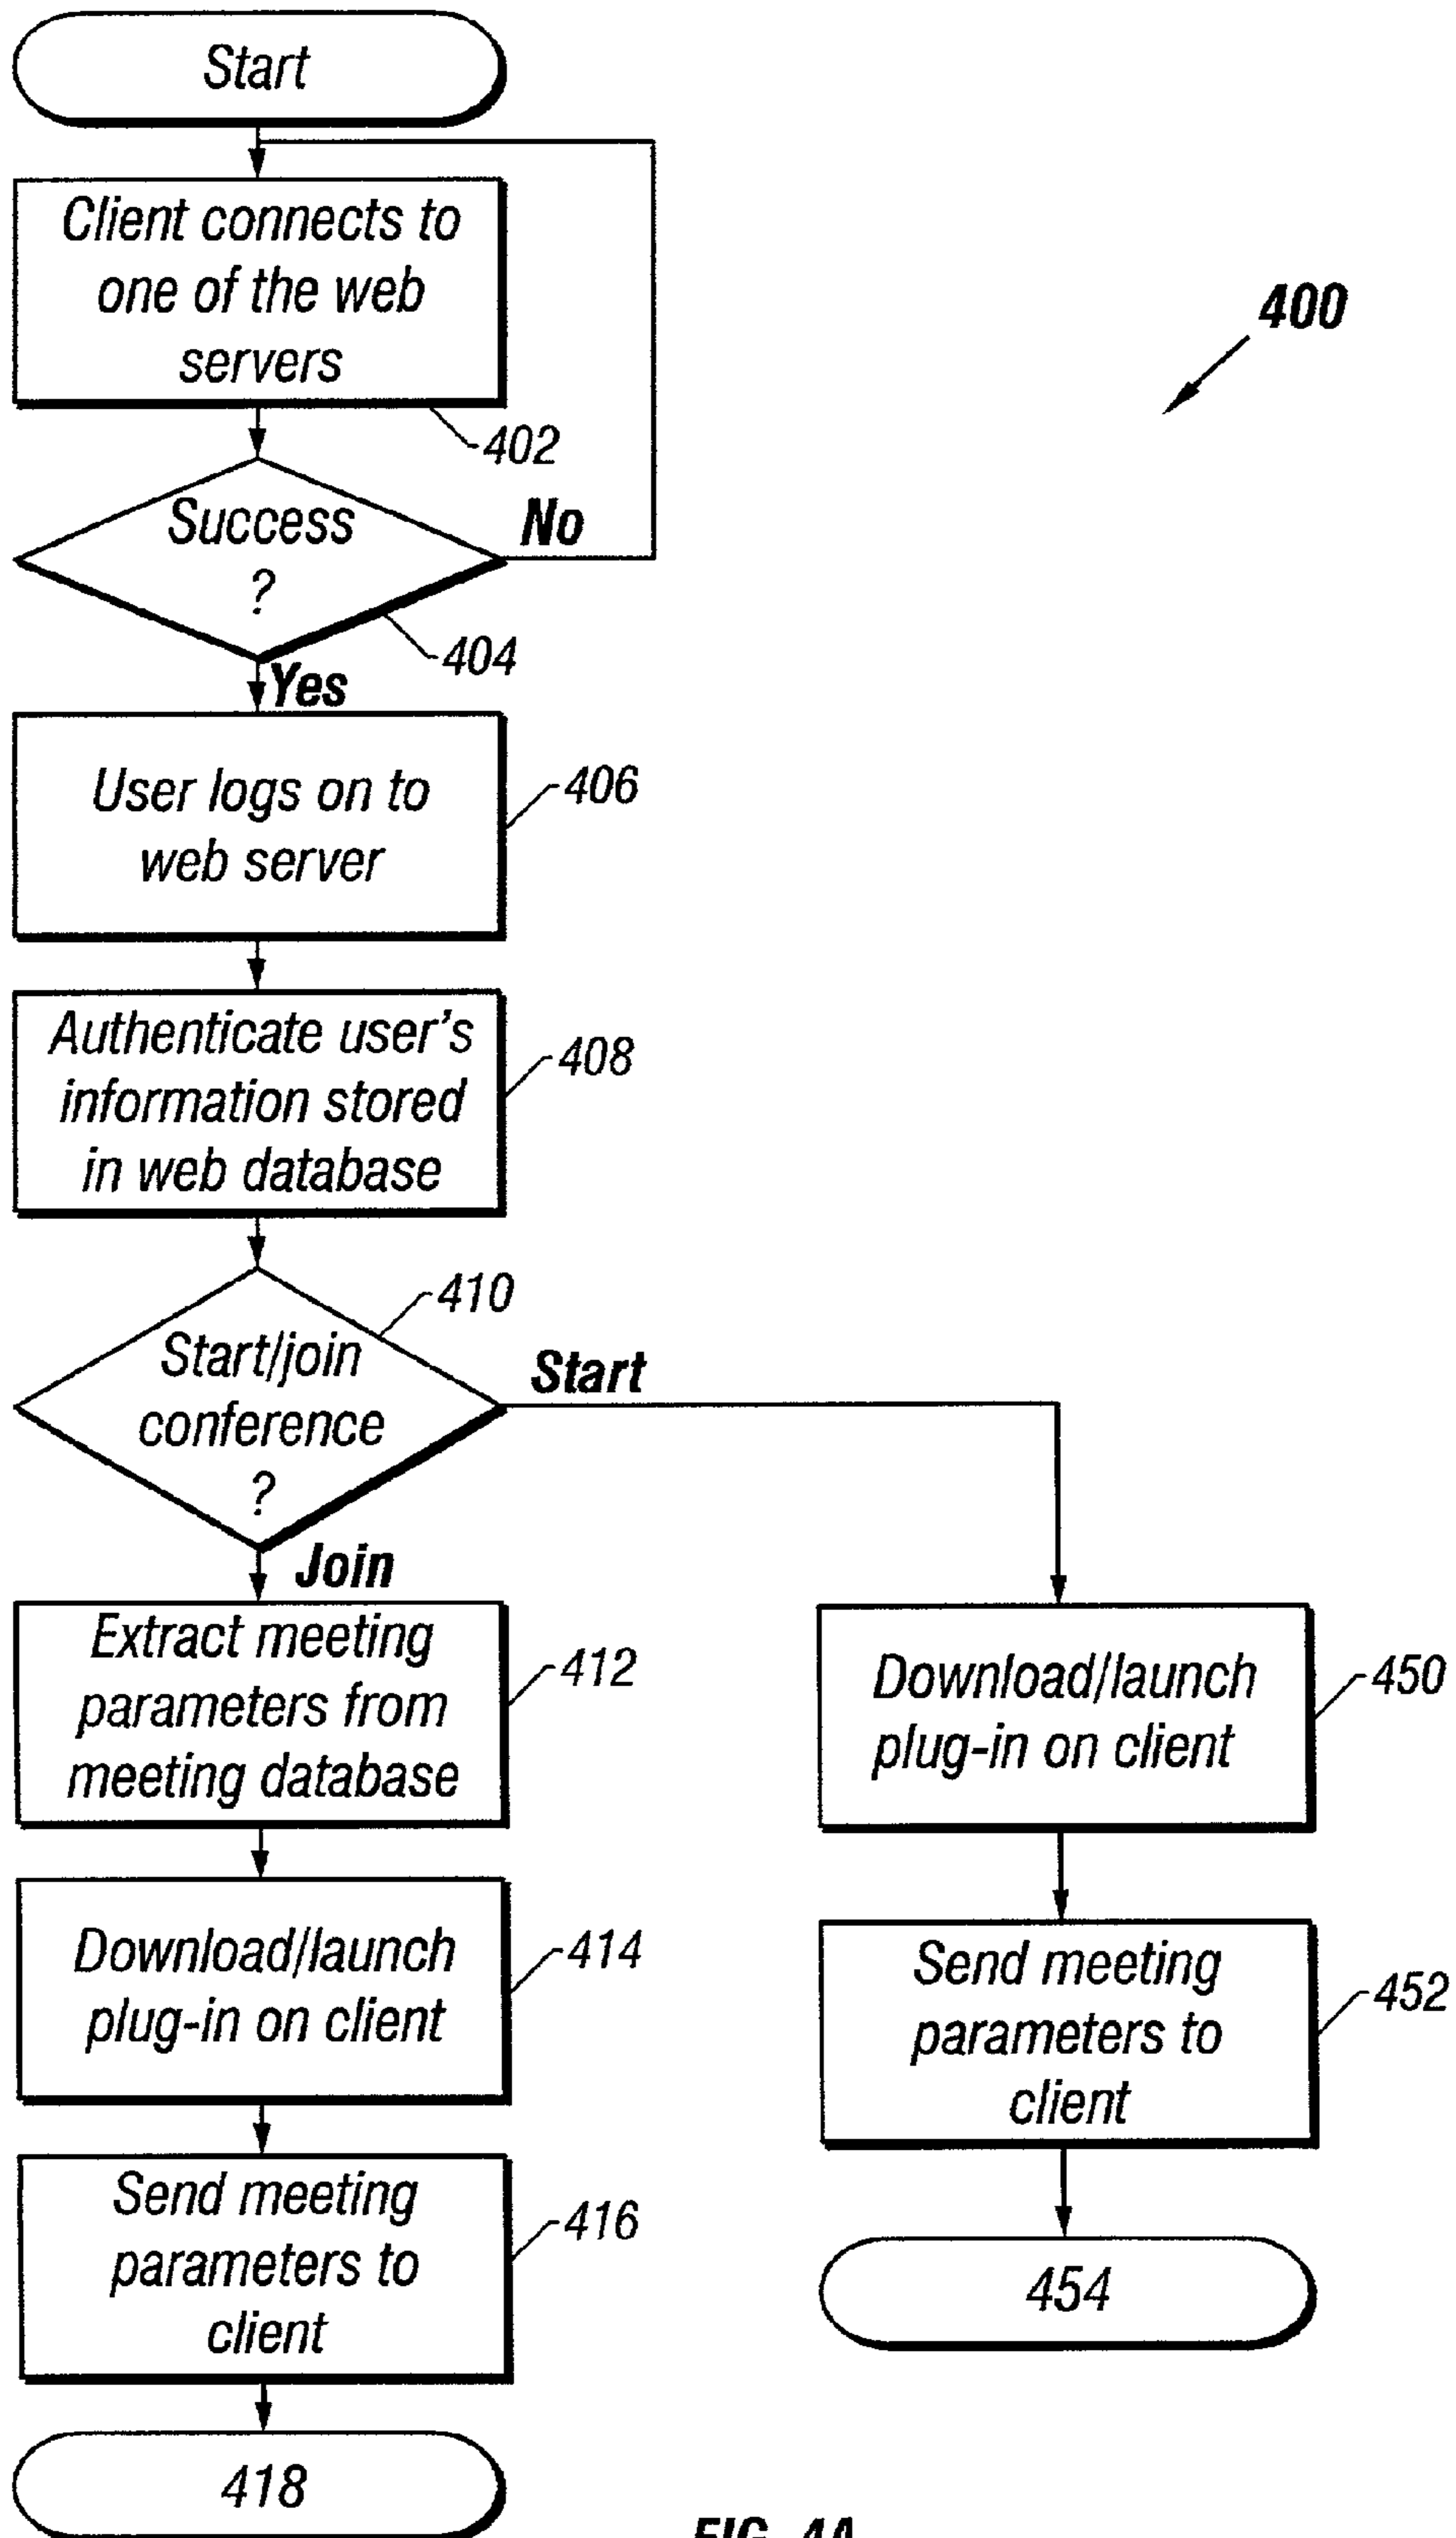 Start
Client connects to
one of the web
servers
400
402
Success
?
No
404
Yes
User logs on to
web server
406
Authenticate user's
information stored
in web database
408
410
Start/join
conference
?
Start
Join
Extract meeting
parameters from
meeting database
412
Download/launch
plug-in on client
450
Download/launch
plug-in on client
414
Send meeting
parameters to
client
452
Send meeting
parameters to
client
416
454
418
FIG. 4A